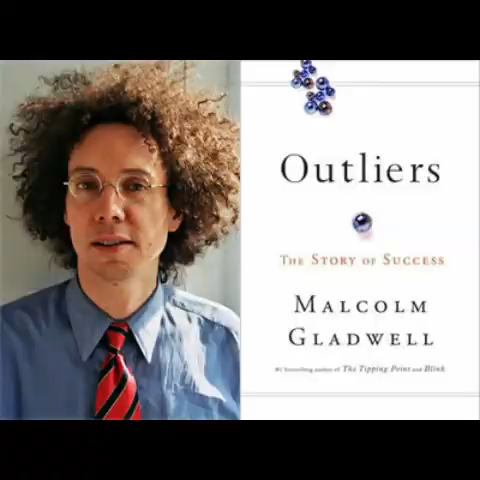 Outliers
THE STORY OF SUCCESS
MALCOLM
GLADWELL
#1 bestselling author of The Tipping Point and Blink